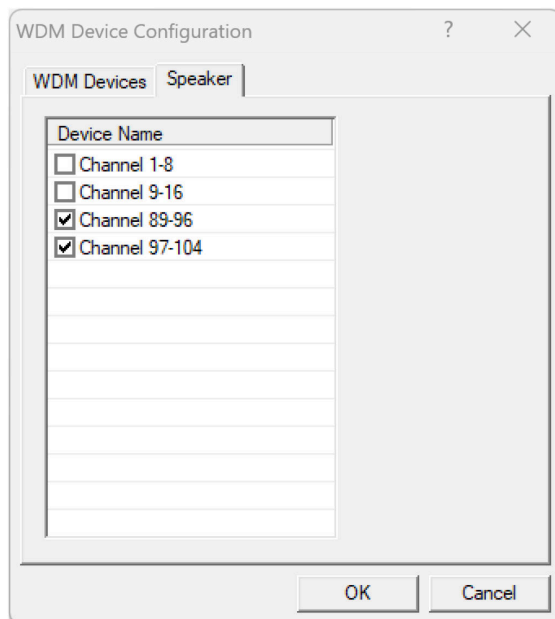 WDM Device Configuration ?
WDM Devices Speaker
Device Name
Channel 1-8
Channel 9-16
Channel 89-96
Channel 97-104
OK Cancel